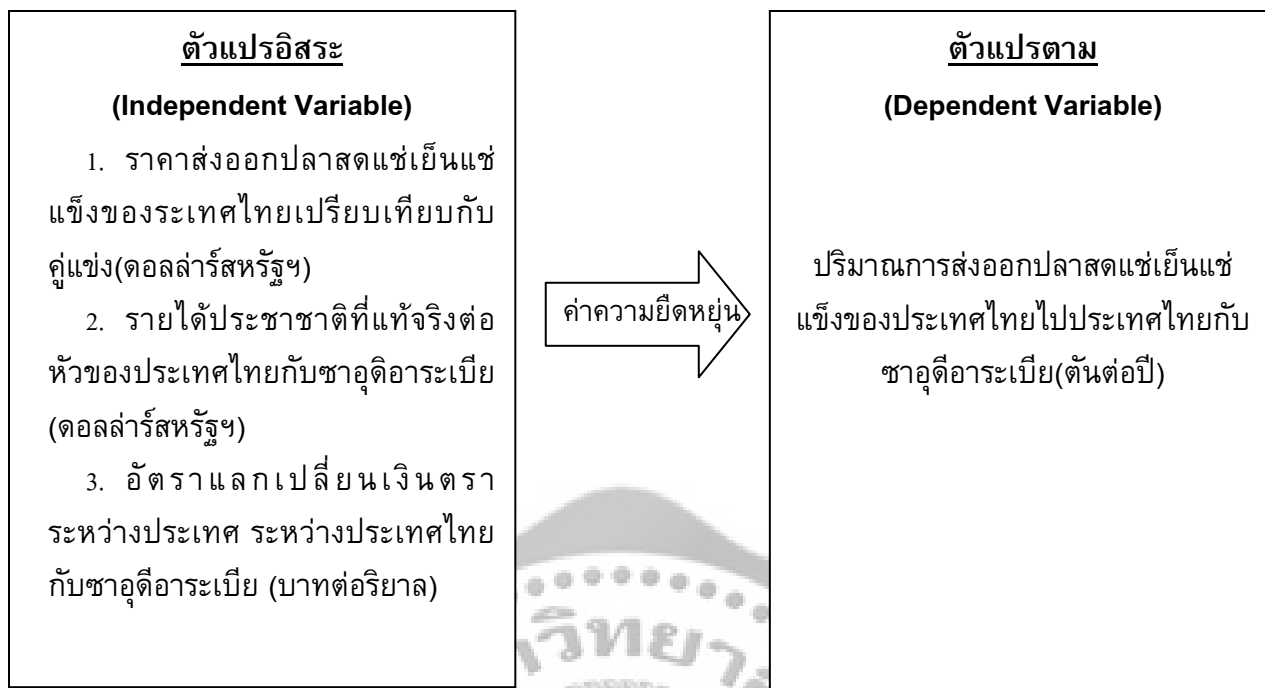 ตัวแปรอิสระ
(Independent Variable)
1. ราคาส่งออกปลาสดแช่เย็นแช่
แข็งของระเทศไทยเปรียบเทียบกับ
คู่แข่ง(ดอลล่าร์สหรัฐฯ)
2. รายได้ประชาชาติที่แท้จริงต่อ
หัวของประเทศไทยกับซาอุดิอาระเบีย
(ดอลล่าร์สหรัฐฯ)
3. อัตราแลกเปลี่ยนเงินตรา
ระหว่างประเทศ ระหว่างประเทศไทย
กับซาอุดีอาระเบีย (บาทต่อริยาล)
ค่าความยืดหยุ่น
ตัวแปรตาม
(Dependent Variable)
ปริมาณการส่งออกปลาสดแช่เย็นแช่
แข็งของประเทศไทยไปประเทศไทยกับ
ซาอุดีอาระเบีย(ตันต่อปี)